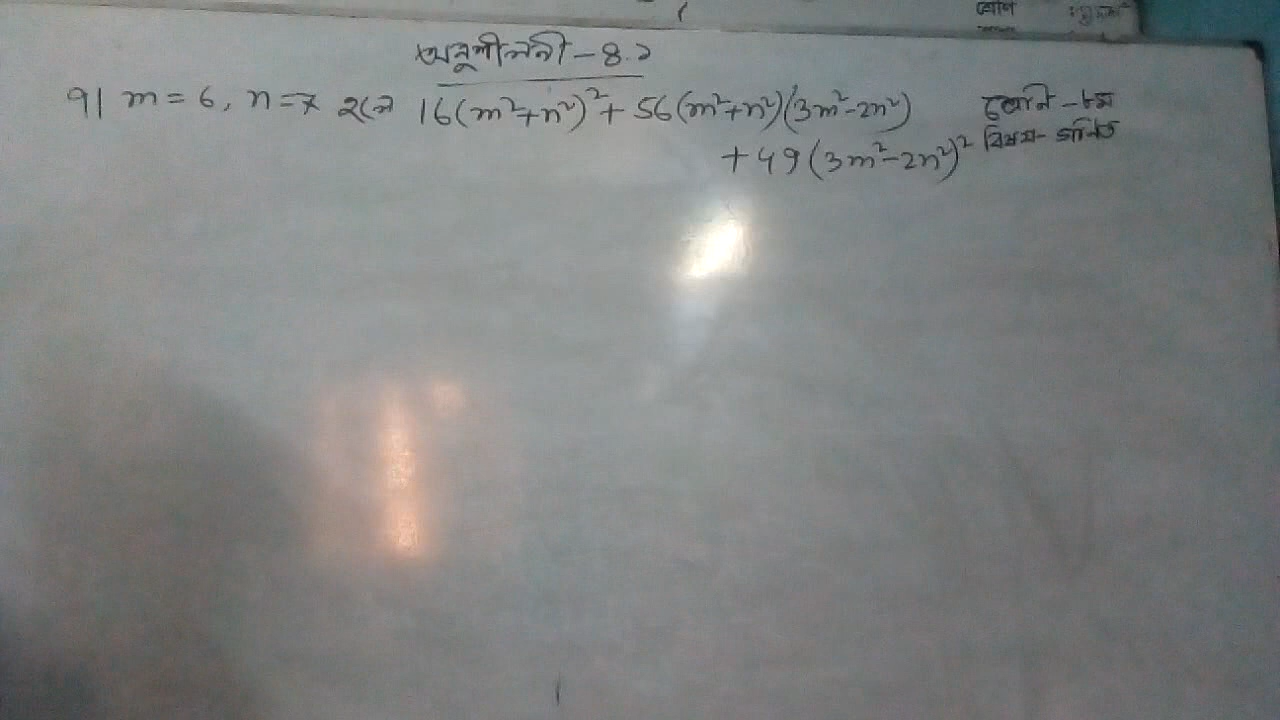 শ্রেণি
অনুশীলনী – ৪.১
৭। m = 6, n = 7 হলে 16(m²+n²)² + 56(m²+n²)(3m²-2n²)
+ 49(3m²-2n²)²
শ্রেণি - ৮ম
বিষয় - গণিত